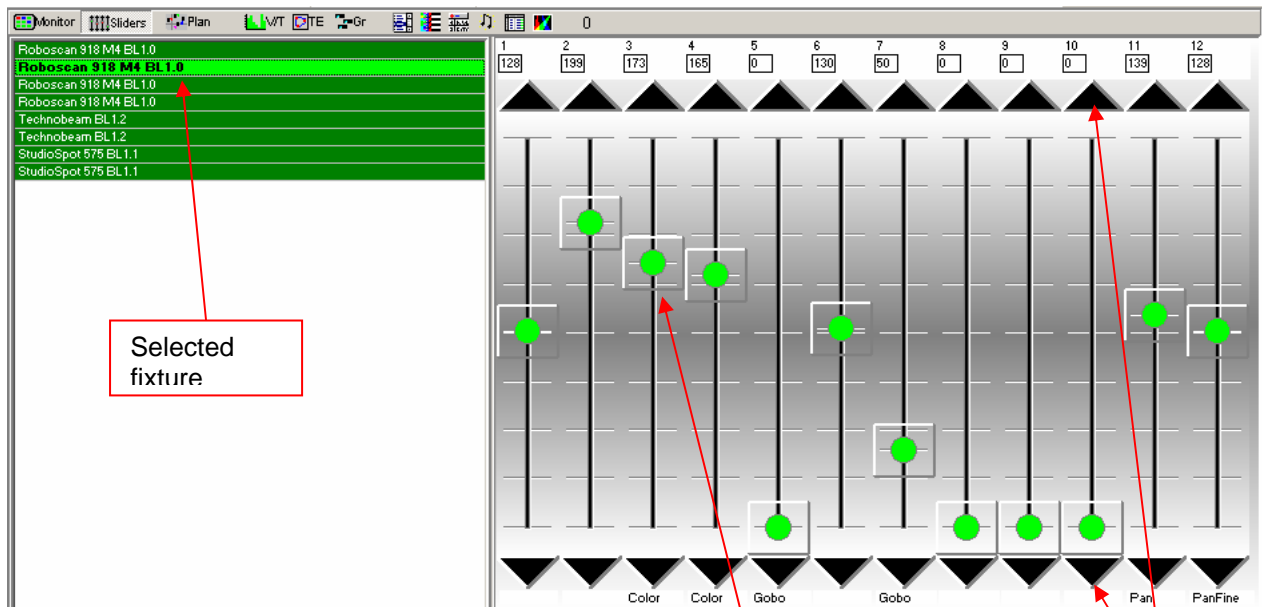 Monitor Sliders Plan V/T TE Gr 0
Roboscan 918 M4 BL1.0
Roboscan 918 M4 BL1.0
Roboscan 918 M4 BL1.0
Roboscan 918 M4 BL1.0
Technobeam BL1.2
Technobeam BL1.2
StudioSpot 575 BL1.1
StudioSpot 575 BL1.1
Selected
fixture
1 2 3 4 5 6 7 8 9 10 11 12
128 199 173 165 0 130 50 0 0 0 139 128
Color Color Gobo Gobo Pan PanFine